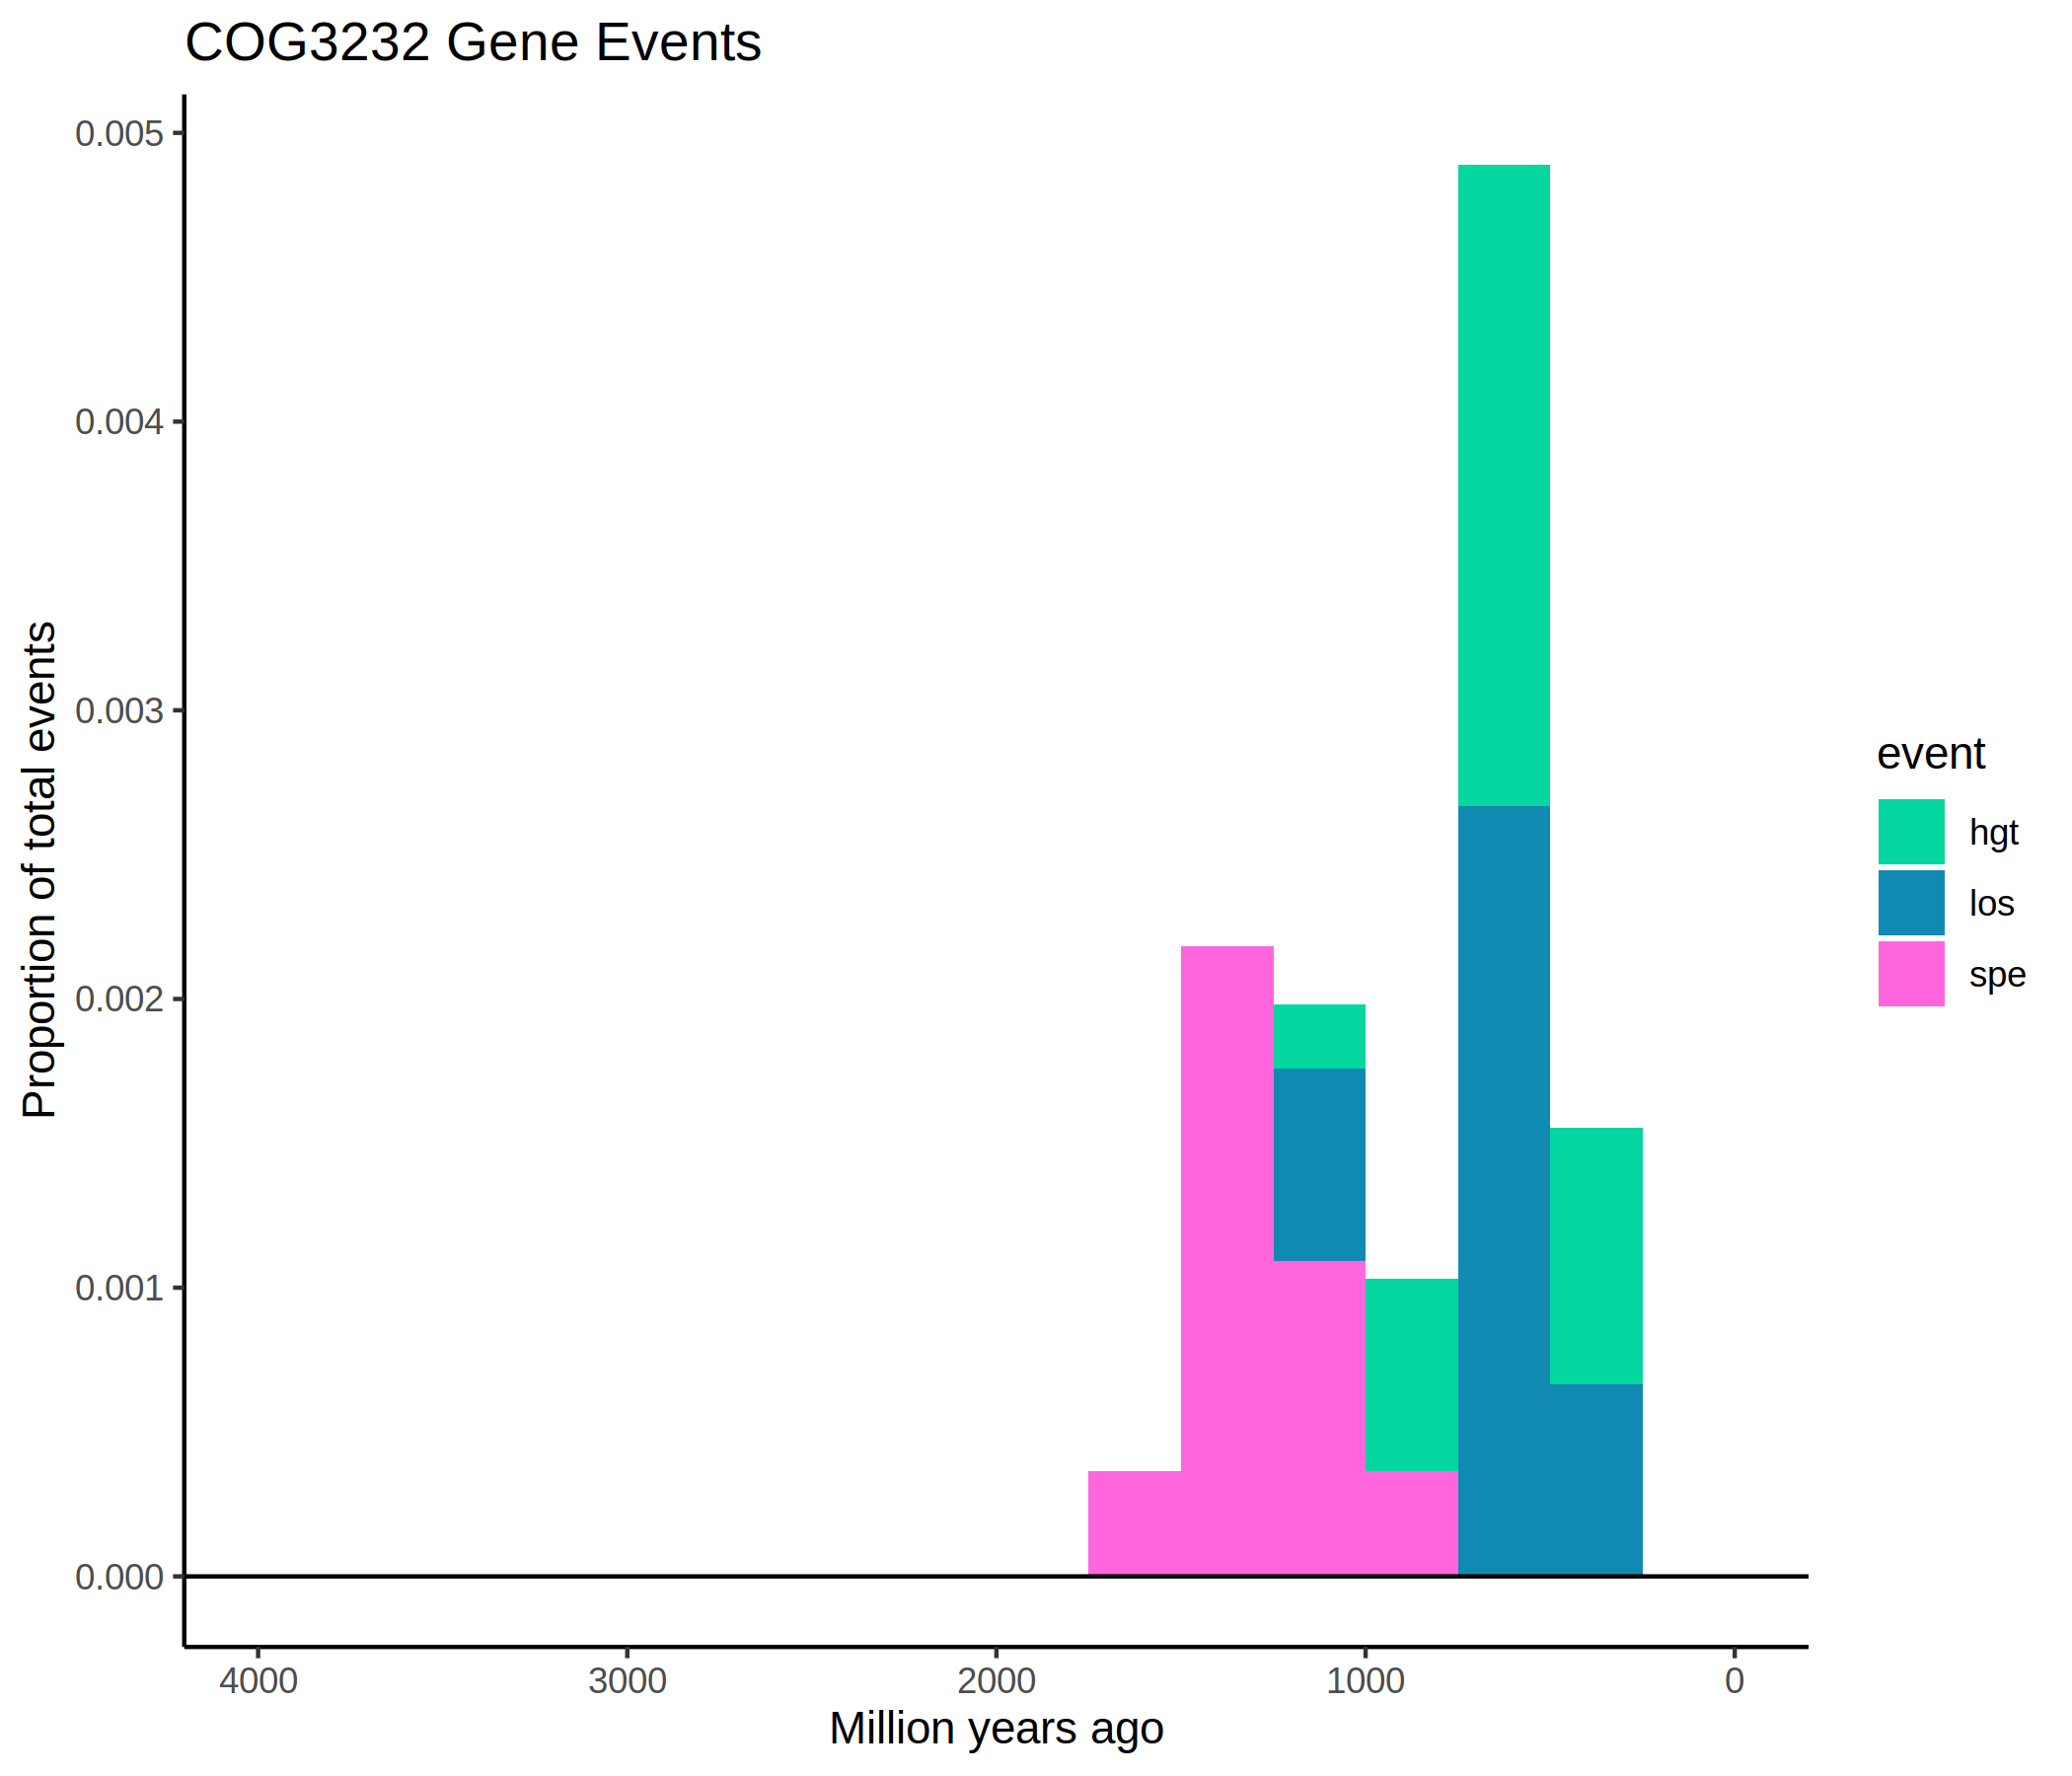 COG3232 Gene Events
Proportion of total events
0.005
0.004
0.003
0.002
0.001
0.000
4000 3000 2000 1000 0
Million years ago
event
hgt
los
spe